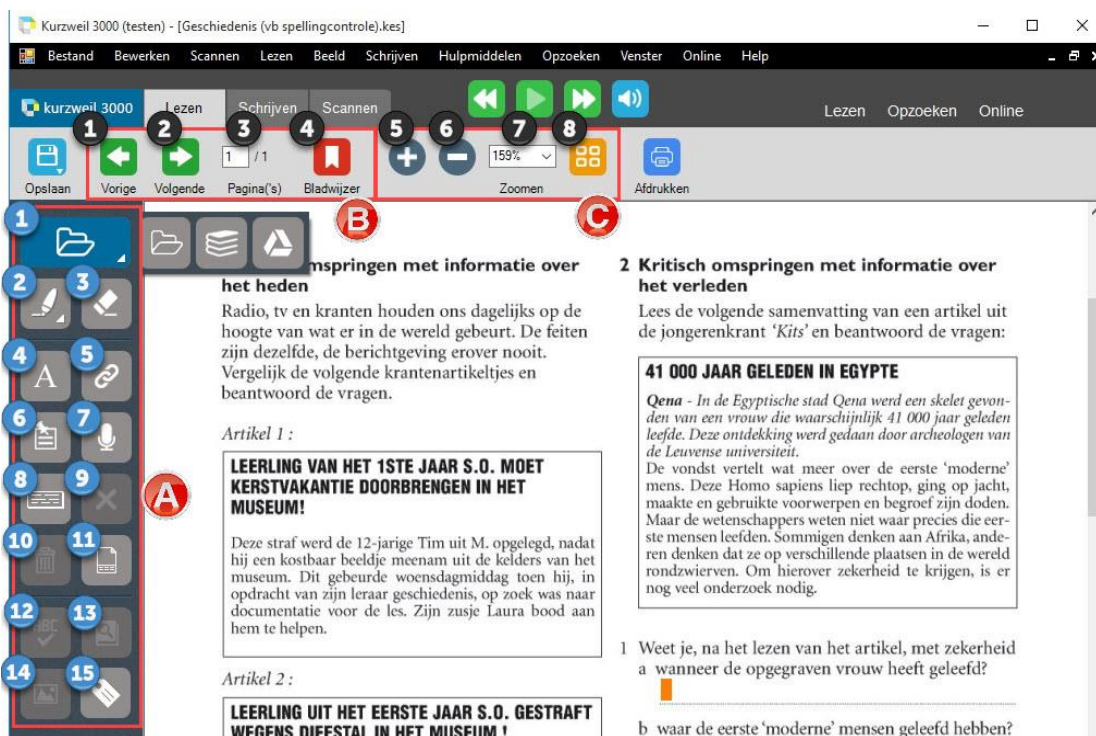 Kurzweil 3000 (testen) - [Geschiedenis (vb spellingcontrole).kes]
Bestand Bewerken Scannen Lezen Beeld Schrijven Hulpmiddelen Opzoeken Venster Online Help
kurzweil 3000 Lezen Schrijven Scannen Lezen Opzoeken Online
1 2 3 4 5 6 7 8
1 / 1 159%
Opslaan Vorige Volgende Pagina('s) Bladwijzer Zoomen Afdrukken
B C
1
2 3
4 5
A
6 7
8 9
A
10 11
12 13
ABC
14 15
omspringen met informatie over
het heden
Radio, tv en kranten houden ons dagelijks op de
hoogte van wat er in de wereld gebeurt. De feiten
zijn dezelfde, de berichtgeving erover nooit.
Vergelijk de volgende krantenartikeltjes en
beantwoord de vragen.
Artikel 1 :
LEERLING VAN HET 1STE JAAR S.O. MOET
KERSTVAKANTIE DOORBRENGEN IN HET
MUSEUM!
Deze straf werd de 12-jarige Tim uit M. opgelegd, nadat
hij een kostbaar beeldje meenam uit de kelders van het
museum. Dit gebeurde woensdagmiddag toen hij, in
opdracht van zijn leraar geschiedenis, op zoek was naar
documentatie voor de les. Zijn zusje Laura bood aan
hem te helpen.
Artikel 2 :
LEERLING UIT HET EERSTE JAAR S.O. GESTRAFT
WEGENS DIEFSTAL IN HET MUSEUM !
2 Kritisch omspringen met informatie over
het verleden
Lees de volgende samenvatting van een artikel uit
de jongerenkrant 'Kits' en beantwoord de vragen:
41 000 JAAR GELEDEN IN EGYPTE
Qena - In de Egyptische stad Qena werd een skelet gevon-
den van een vrouw die waarschijnlijk 41 000 jaar geleden
leefde. Deze ontdekking werd gedaan door archeologen van
de Leuvense universiteit.
De vondst vertelt wat meer over de eerste 'moderne'
mens. Deze Homo sapiens liep rechtop, ging op jacht,
maakte en gebruikte voorwerpen en begroef zijn doden.
Maar de wetenschappers weten niet waar precies die eer-
ste mensen leefden. Sommigen denken aan Afrika, ande-
ren denken dat ze op verschillende plaatsen in de wereld
rondzwierven. Om hierover zekerheid te krijgen, is er
nog veel onderzoek nodig.
1 Weet je, na het lezen van het artikel, met zekerheid
a wanneer de opgegraven vrouw heeft geleefd?
b waar de eerste 'moderne' mensen geleefd hebben?